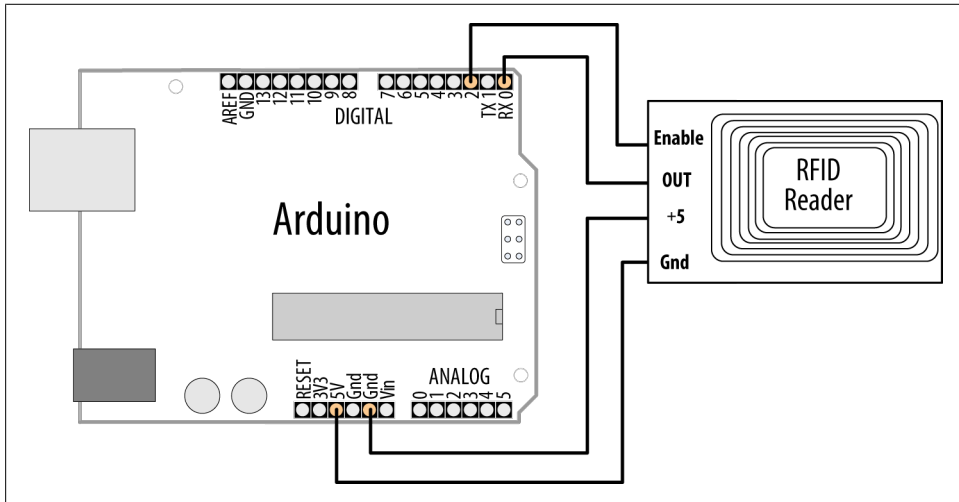 AREF
GND
13
12
11
10
9
8
7
6
5
4
3
2
TX 1
RX 0
DIGITAL
Arduino
RESET
3V3
5V
Gnd
Gnd
Vin
ANALOG
0
1
2
3
4
5
Enable
OUT
+5
Gnd
RFID
Reader